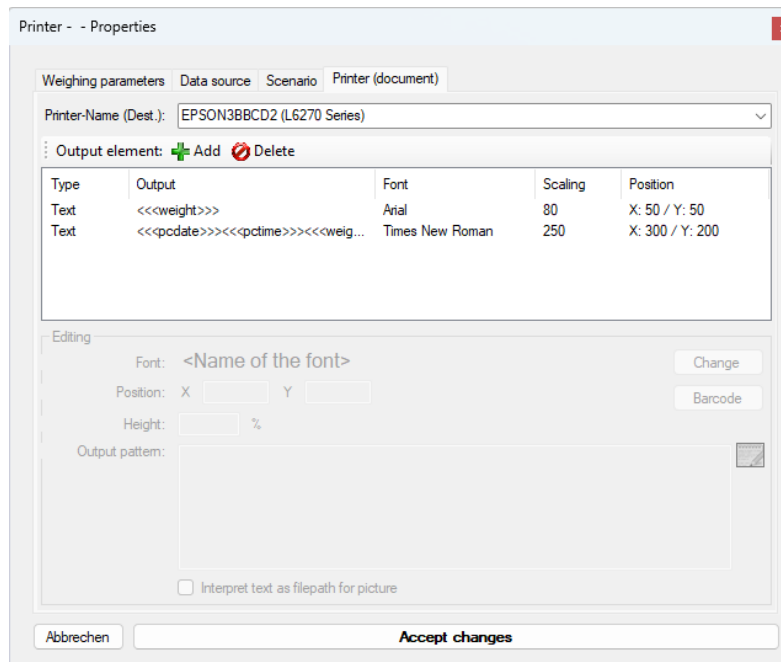 Printer - - Properties
Weighing parameters Data source Scenario Printer (document)
Printer-Name (Dest.): EPSON3BBCD2 (L6270 Series)
Output element: Add Delete
Type Output Font Scaling Position
Text <<<weight>>> Arial 80 X: 50 / Y: 50
Text <<<pcdate>>><<<pctime>>><<<weig... Times New Roman 250 X: 300 / Y: 200
Editing
Font: <Name of the font> Change
Position: X Y Barcode
Height: %
Output pattern:
Interpret text as filepath for picture
Abbrechen Accept changes